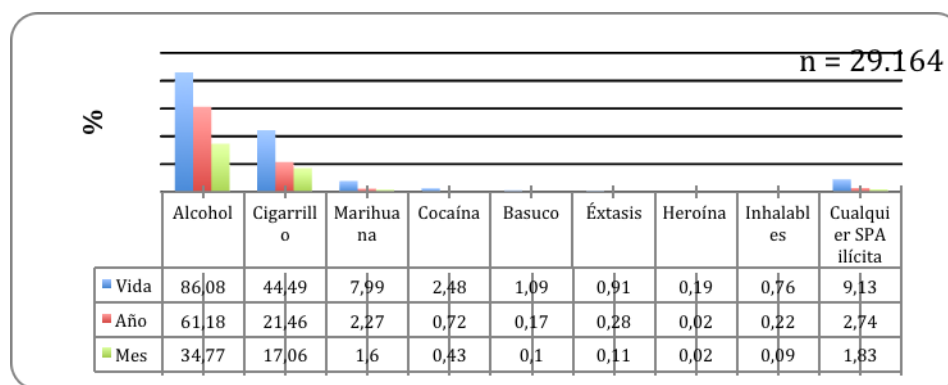 n = 29.164
%
Alcohol Cigarrill Marihua Cocaína Basuco Éxtasis Heroína Inhalabl Cualqui
o na es er SPA
ilícita
Vida 86,08 44,49 7,99 2,48 1,09 0,91 0,19 0,76 9,13
Año 61,18 21,46 2,27 0,72 0,17 0,28 0,02 0,22 2,74
Mes 34,77 17,06 1,6 0,43 0,1 0,11 0,02 0,09 1,83